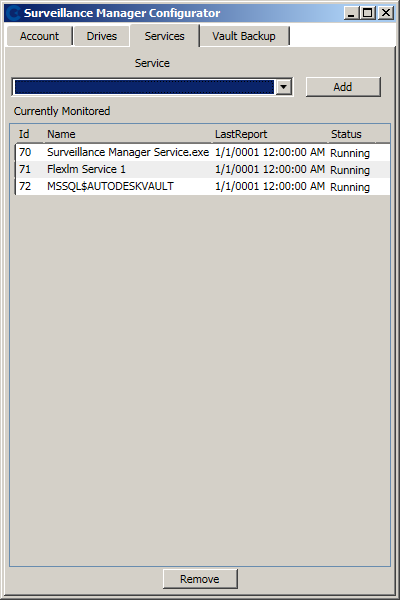 Surveillance Manager Configurator
Account Drives Services Vault Backup
Service
Add
Currently Monitored
Id Name LastReport Status
70 Surveillance Manager Service.exe 1/1/0001 12:00:00 AM Running
71 Flexlm Service 1 1/1/0001 12:00:00 AM Running
72 MSSQL$AUTODESKVAULT 1/1/0001 12:00:00 AM Running
Remove